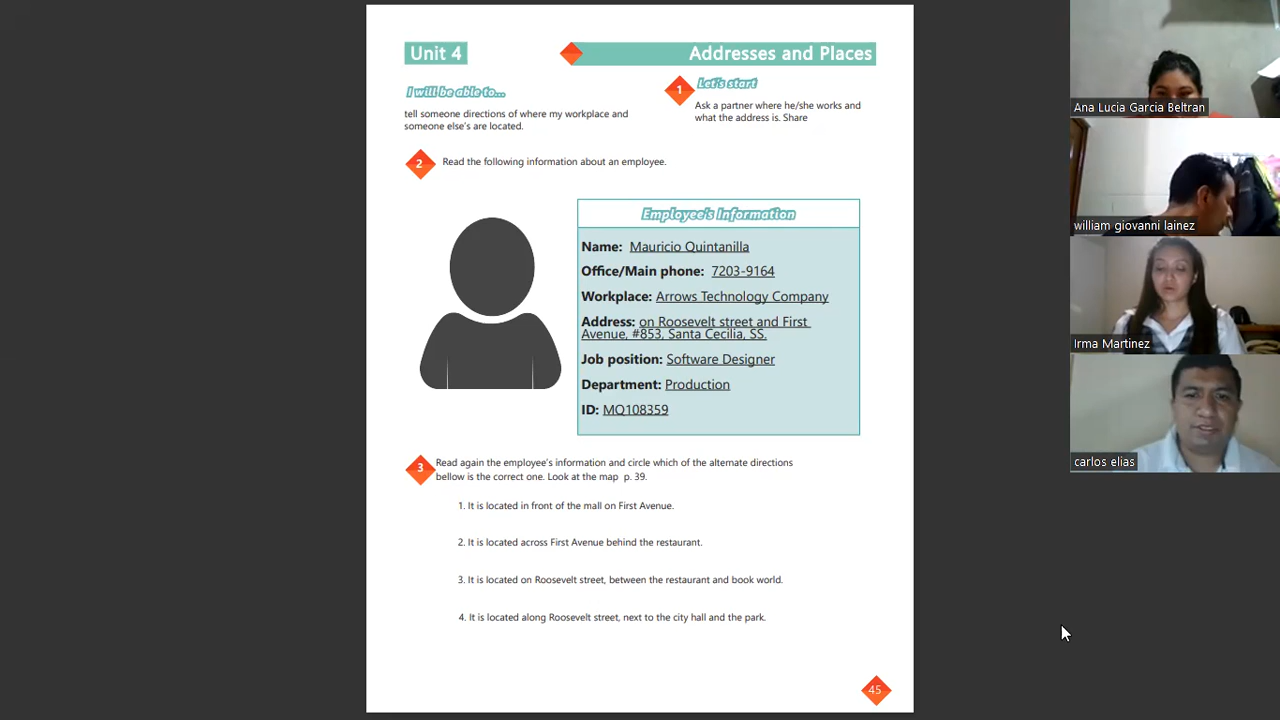 Unit 4
Addresses and Places
I will be able to...
tell someone directions of where my workplace and
someone else's are located.
1
Let's start
Ask a partner where he/she works and
what the address is. Share
2
Read the following information about an employee.
Employee's Information
Name: Mauricio Quintanilla
Office/Main phone: 7203-9164
Workplace: Arrows Technology Company
Address: on Roosevelt street and First
Avenue, #853, Santa Cecilia, SS.
Job position: Software Designer
Department: Production
ID: MQ108359
3
Read again the employee's information and circle which of the alternate directions
bellow is the correct one. Look at the map p. 39.
1. It is located in front of the mall on First Avenue.
2. It is located across First Avenue behind the restaurant.
3. It is located on Roosevelt street, between the restaurant and book world.
4. It is located along Roosevelt street, next to the city hall and the park.
45
Ana Lucia Garcia Beltran
william giovanni lainez
Irma Martinez
carlos elias